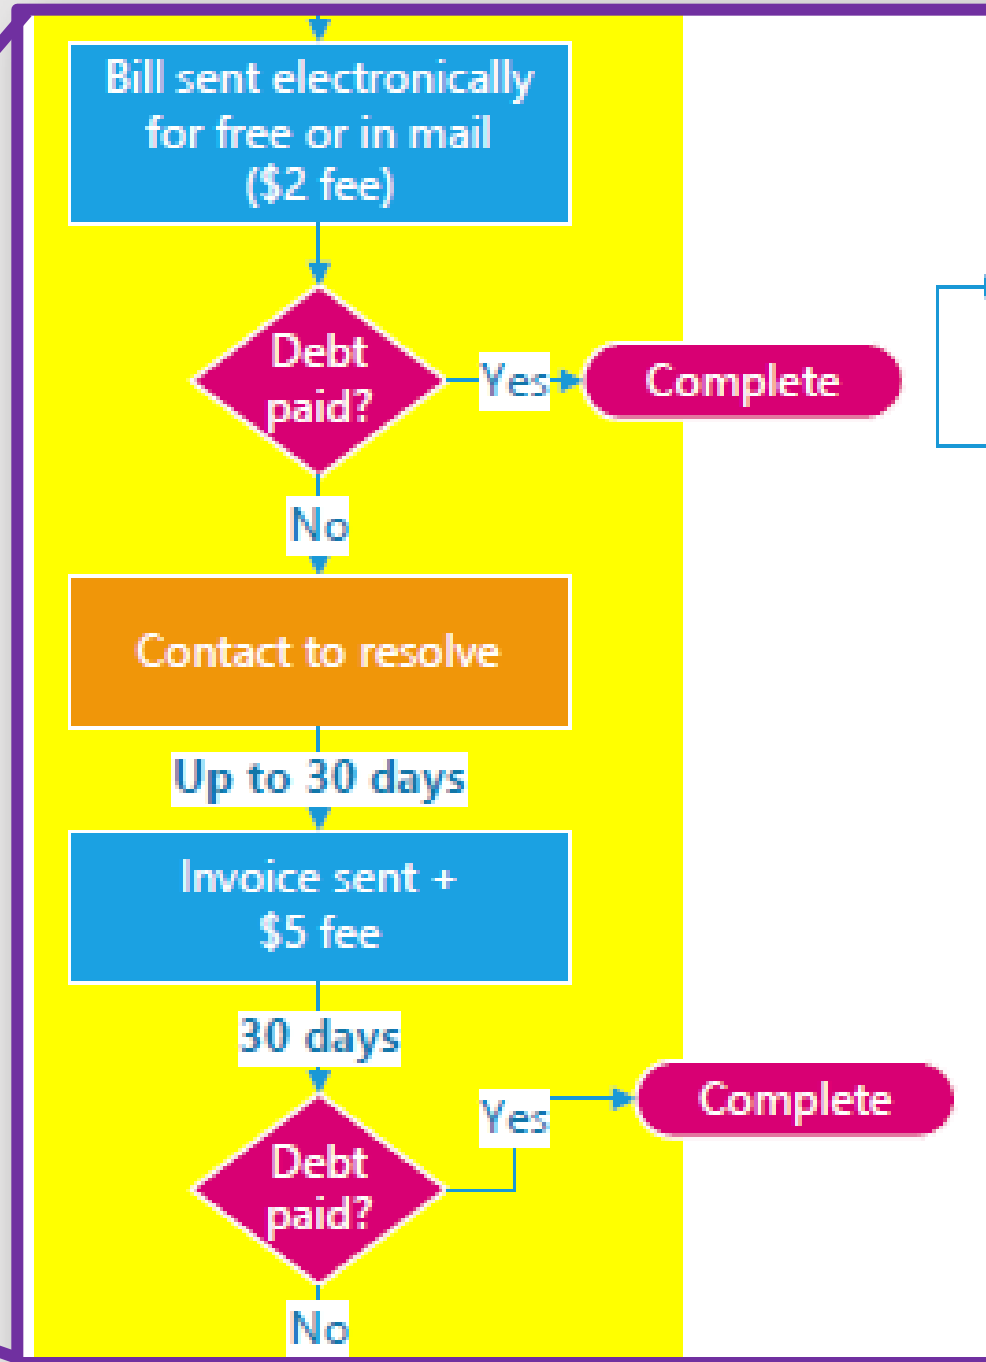 Bill sent electronically
for free or in mail
($2 fee)
Debt
paid?
Yes
Complete
No
Contact to resolve
Up to 30 days
Invoice sent +
$5 fee
30 days
Debt
paid?
Yes
Complete
No